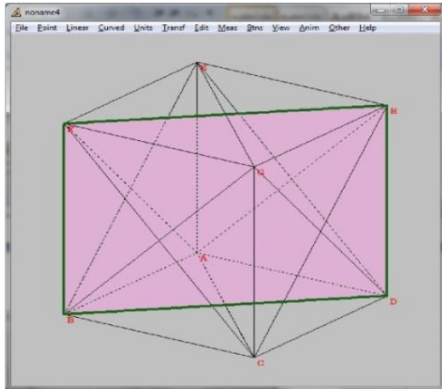 noname4
File Point Linear Curved Units Transf Edit Meas Btns View Anim Other Help
E
H
F
G
A
D
B
C